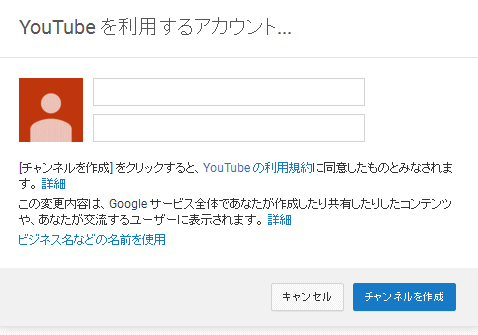 YouTube を利用するアカウント...
[チャンネルを作成] をクリックすると、YouTube の利用規約に同意したものとみなされま
す。 詳細
この変更内容は、Google サービス全体であなたが作成したり共有したりしたコンテンツ
や、あなたが交流するユーザーに表示されます。 詳細
ビジネス名などの名前を使用
キャンセル
チャンネルを作成